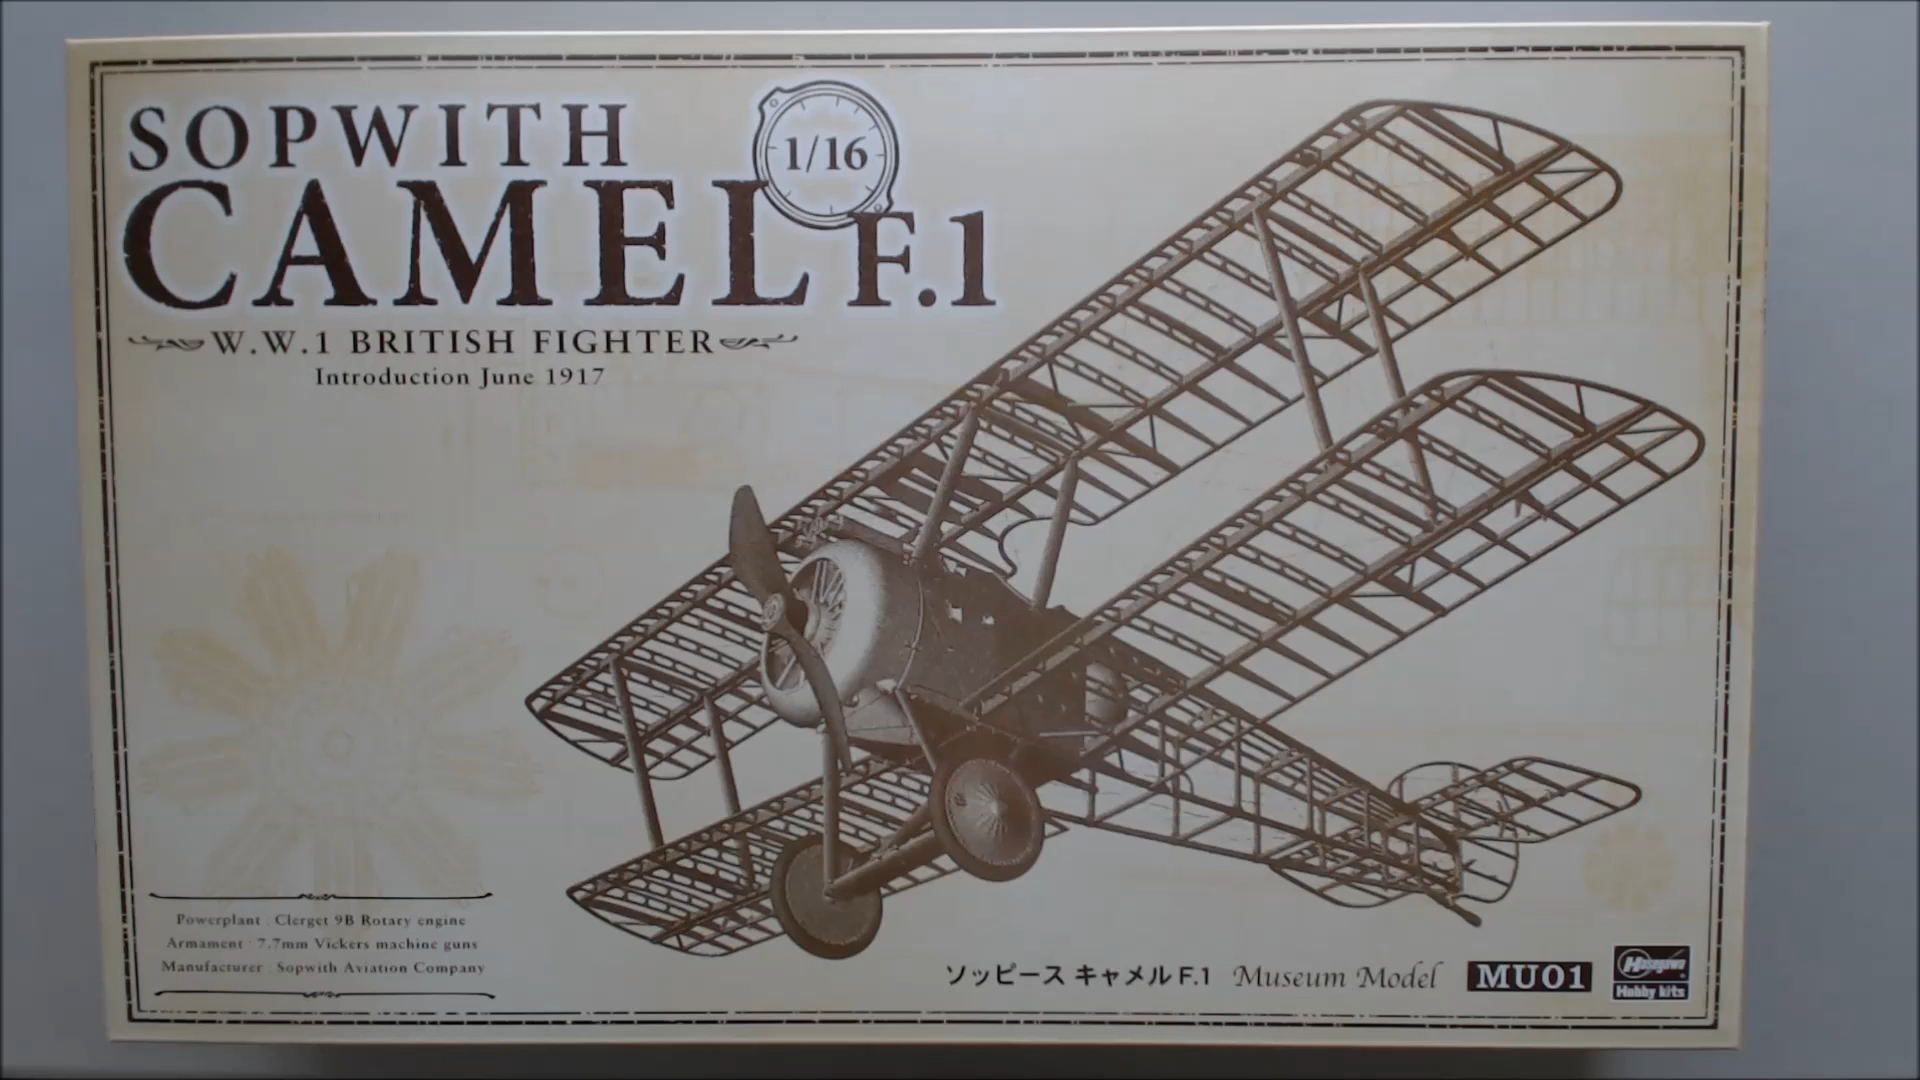 SOPWITH
1/16
CAMEL F.1
W.W.1 BRITISH FIGHTER
Introduction June 1917
Powerplant : Clerget 9B Rotary engine
Armament : 7.7mm Vickers machine guns
Manufacturer : Sopwith Aviation Company
ソッピース キャメル F.1 Museum Model MU01
Hasegawa
Hobby kits